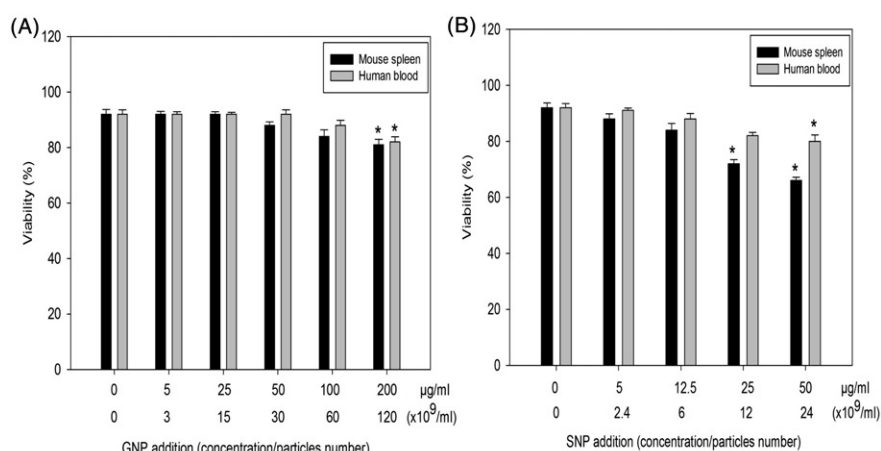 (A)
120
100
80
60
40
20
0
Viability (%)
Mouse spleen
Human blood
* *
0 5 25 50 100 200 µg/ml
0 3 15 30 60 120 (x10⁹/ml)
GNP addition (concentration/particles number)
(B)
120
100
80
60
40
20
0
Viability (%)
Mouse spleen
Human blood
*
*
*
0 5 12.5 25 50 µg/ml
0 2.4 6 12 24 (x10⁹/ml)
SNP addition (concentration/particles number)